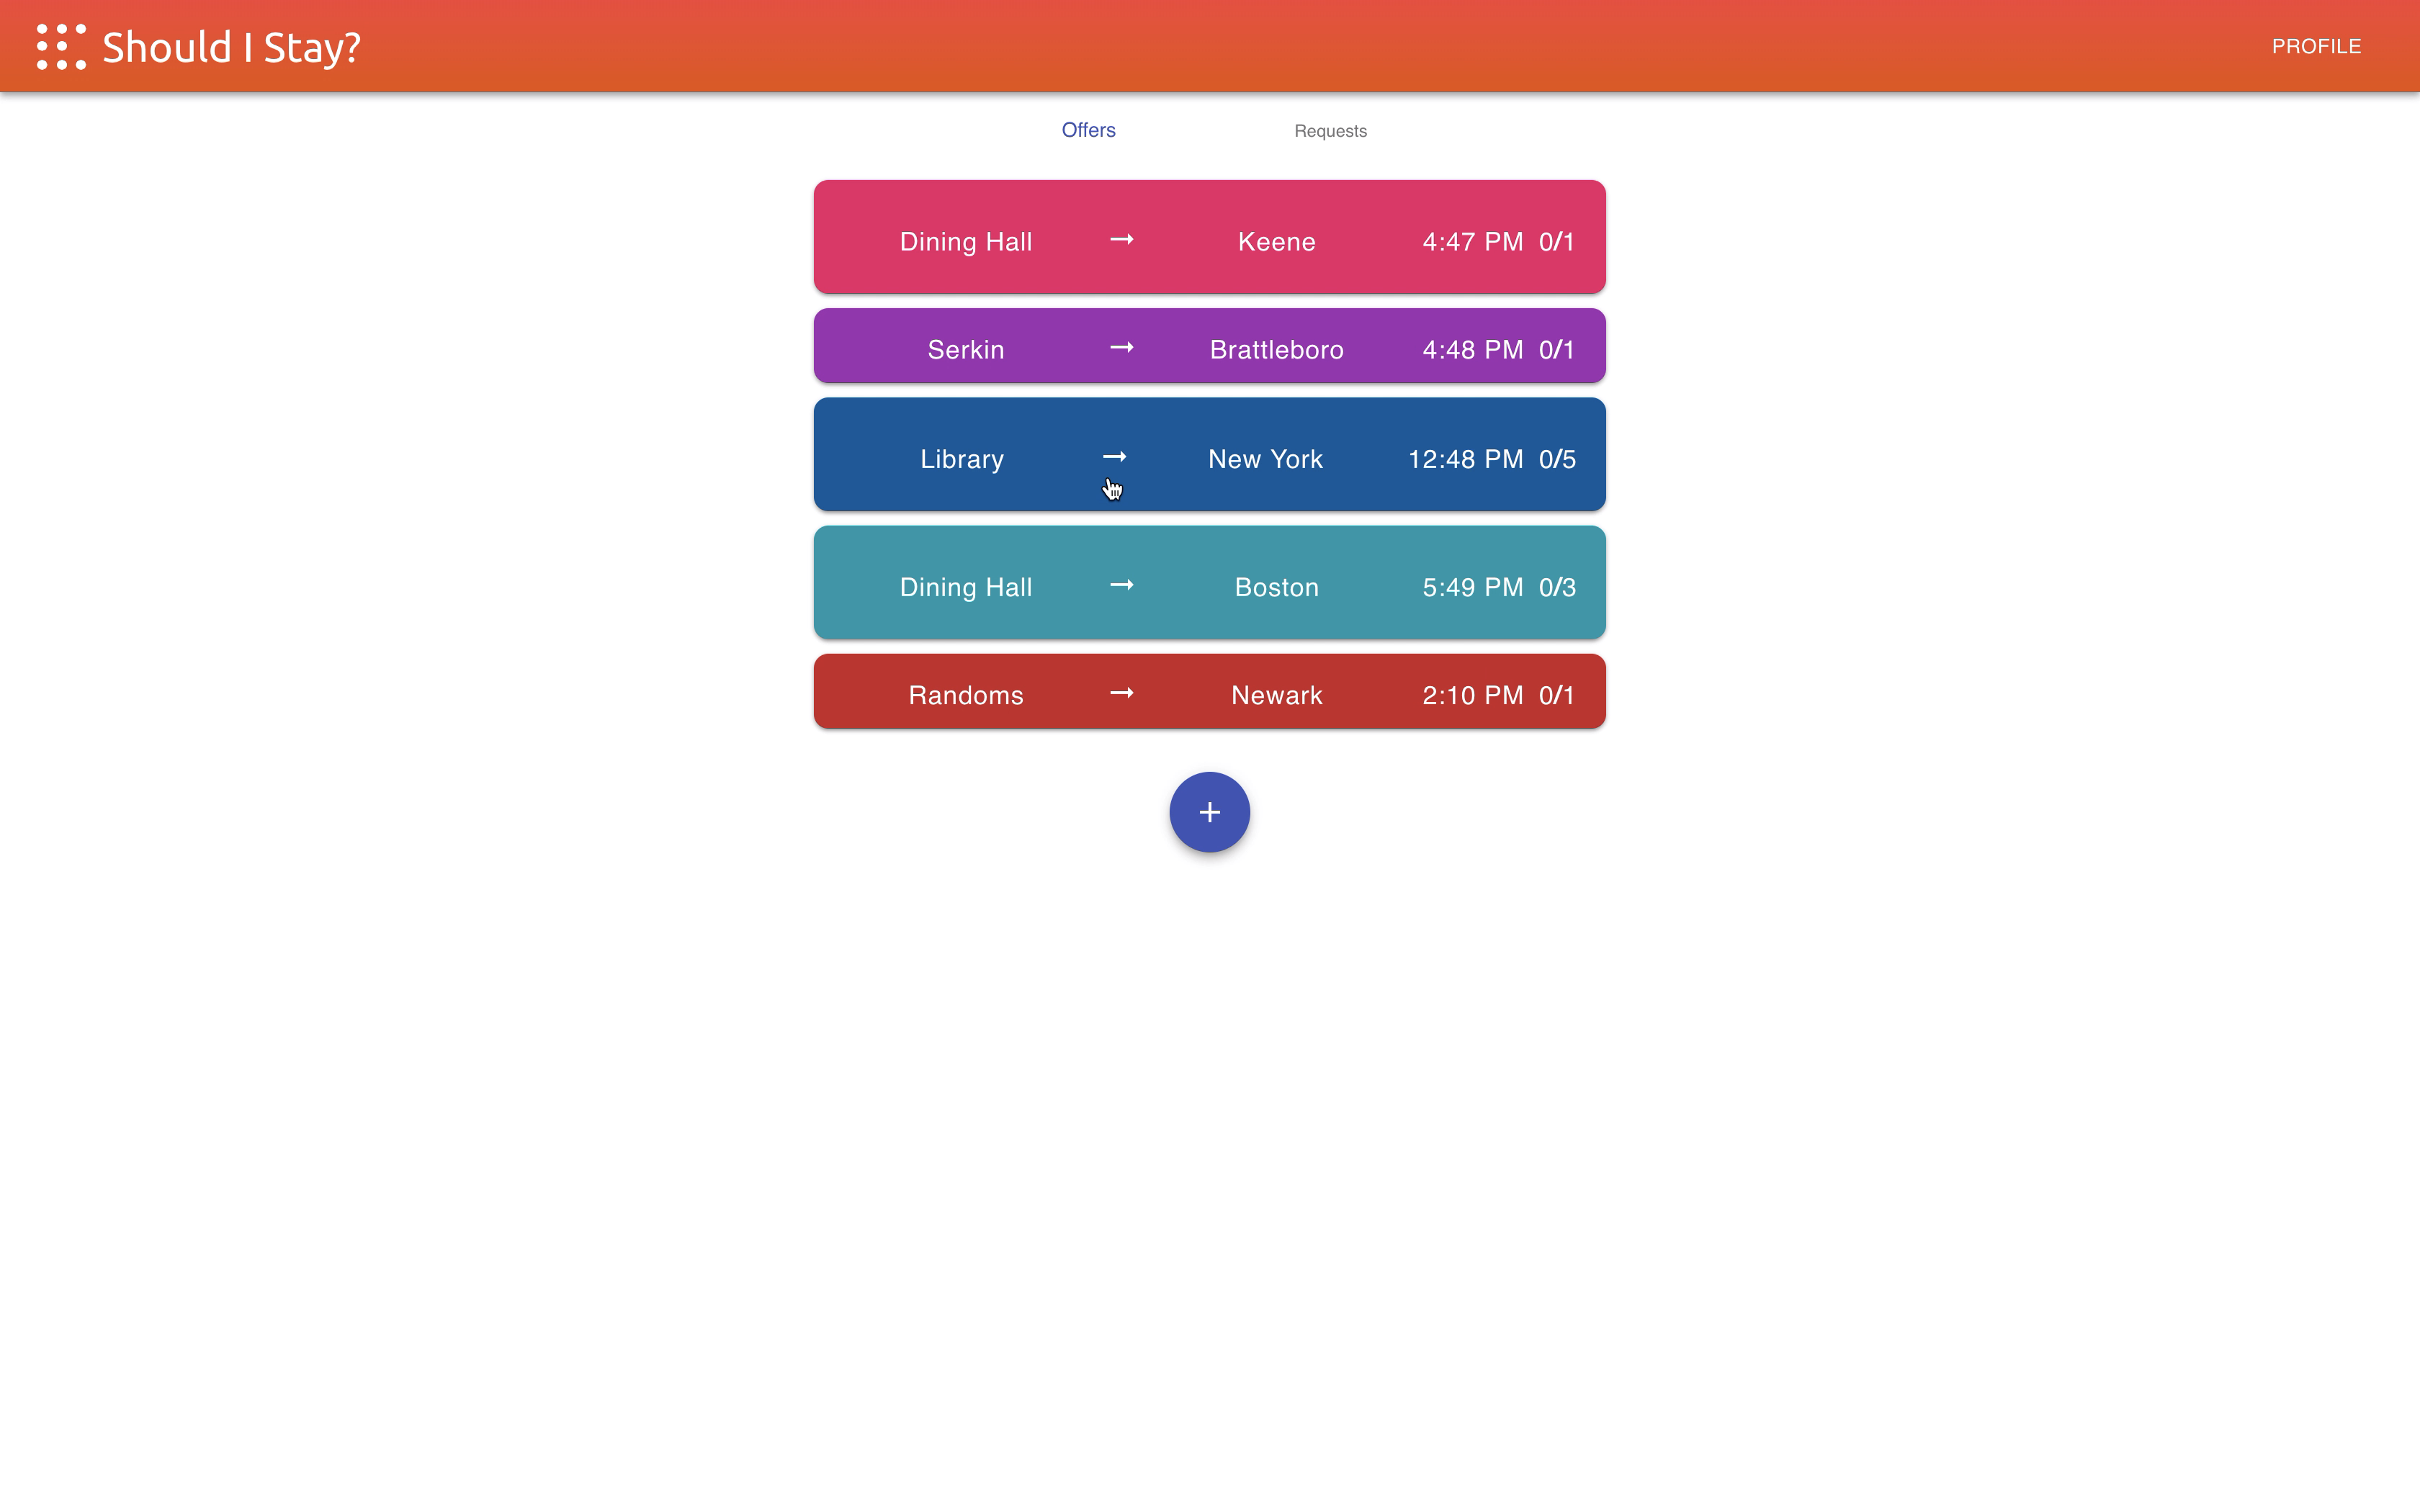 Should I Stay?
PROFILE
Offers
Requests
Dining Hall → Keene 4:47 PM 0/1
Serkin → Brattleboro 4:48 PM 0/1
Library → New York 12:48 PM 0/5
Dining Hall → Boston 5:49 PM 0/3
Randoms → Newark 2:10 PM 0/1
+